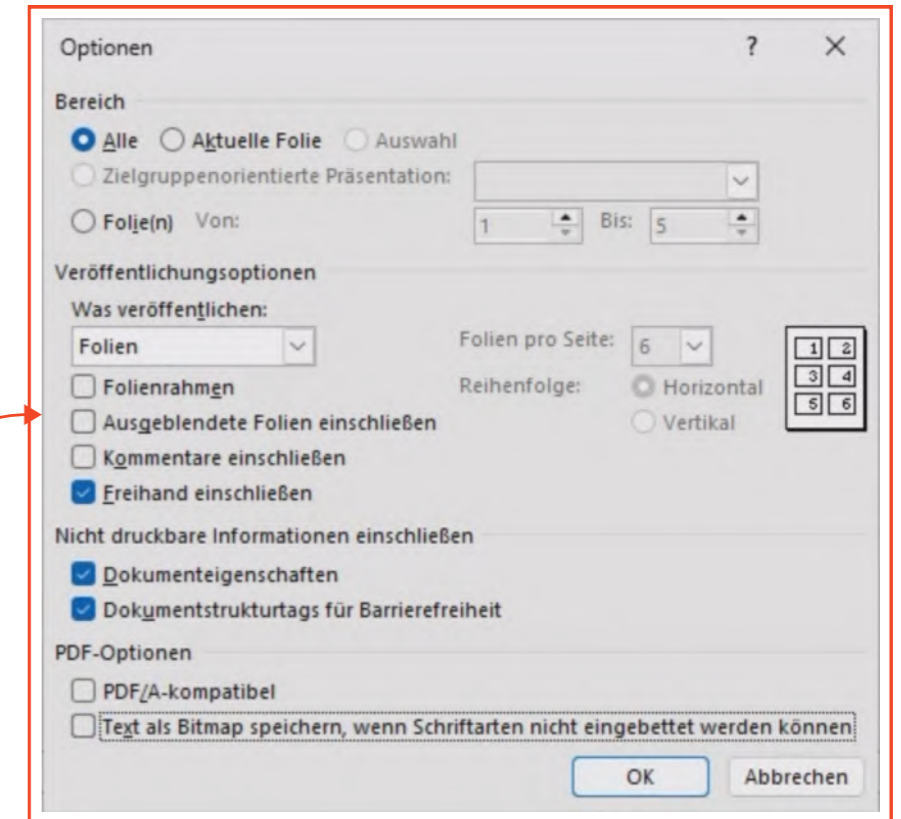 Optionen ? ×
Bereich
Alle Aktuelle Folie Auswahl
Zielgruppenorientierte Präsentation:
Folie(n) Von: 1 Bis: 5
Veröffentlichungsoptionen
Was veröffentlichen:
Folien Folien pro Seite: 6
Folienrahmen Reihenfolge: Horizontal
Ausgeblendete Folien einschließen Vertikal
1 2
3 4
5 6
Kommentare einschließen
Freihand einschließen
Nicht druckbare Informationen einschließen
Dokumenteigenschaften
Dokumentstrukturtags für Barrierefreiheit
PDF-Optionen
PDF/A-kompatibel
Text als Bitmap speichern, wenn Schriftarten nicht eingebettet werden können
OK Abbrechen